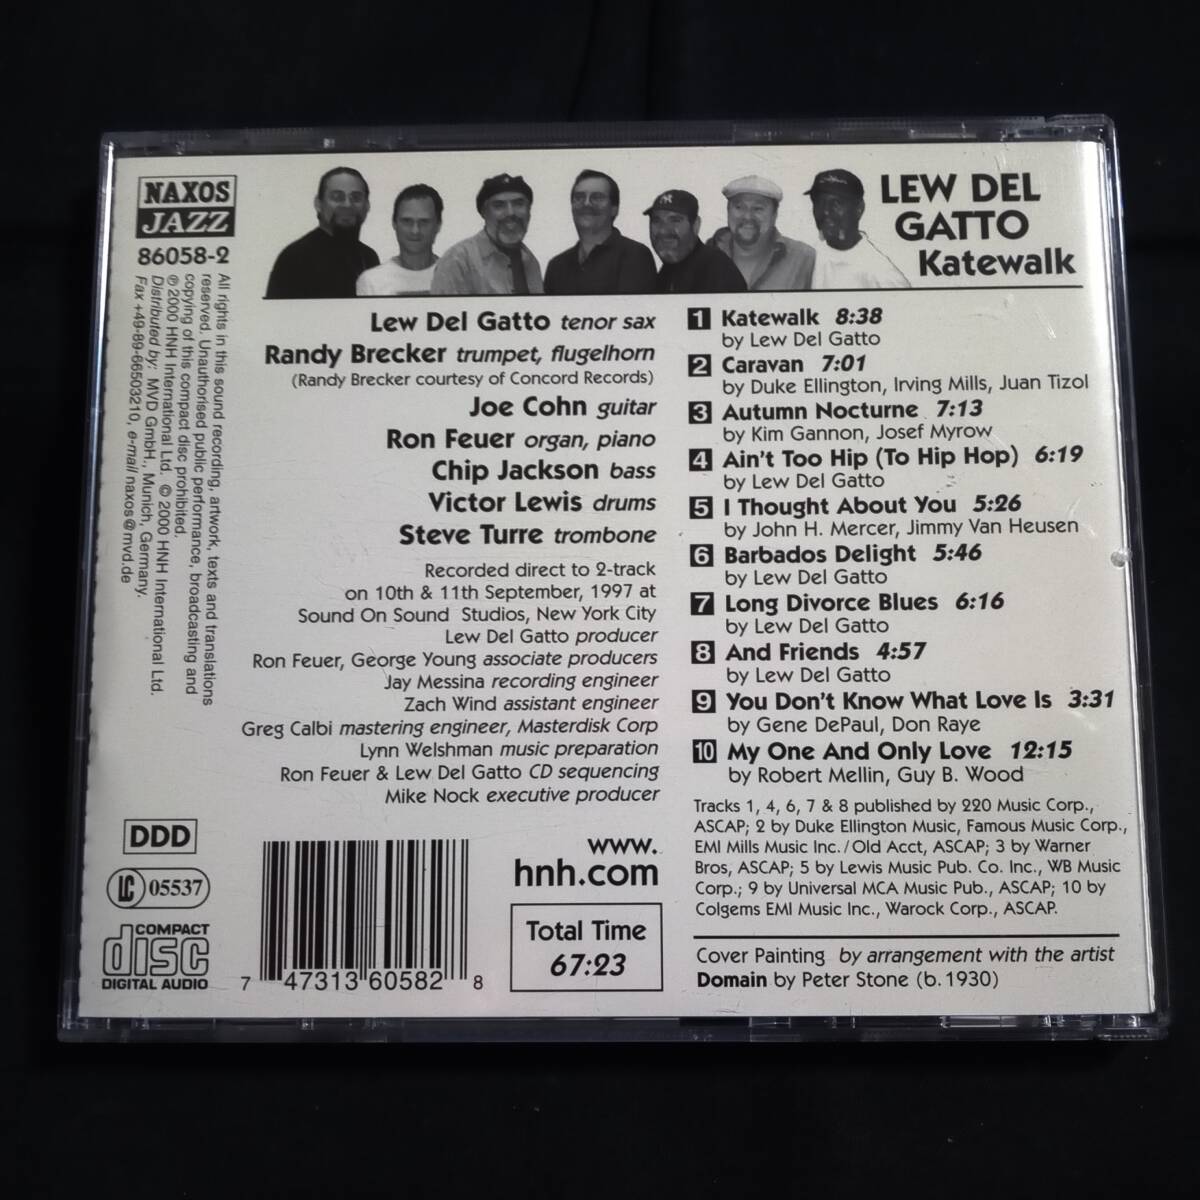 NAXOS
JAZZ
86058-2
All rights in this sound recording, artwork, texts and translations
reserved. Unauthorised public performance, broadcasting and
copying of this compact disc prohibited.
℗ 2000 HNH International Ltd. © 2000 HNH International Ltd.
Distributed by: MVD GmbH., Munich, Germany.
Fax +49-89-66503210, e-mail naxos@mvd.de
LEW DEL
GATTO
Katewalk
Lew Del Gatto tenor sax
Randy Brecker trumpet, flugelhorn
(Randy Brecker courtesy of Concord Records)
Joe Cohn guitar
Ron Feuer organ, piano
Chip Jackson bass
Victor Lewis drums
Steve Turre trombone
Recorded direct to 2-track
on 10th & 11th September, 1997 at
Sound On Sound Studios, New York City
Lew Del Gatto producer
Ron Feuer, George Young associate producers
Jay Messina recording engineer
Zach Wind assistant engineer
Greg Calbi mastering engineer, Masterdisk Corp
Lynn Welshman music preparation
Ron Feuer & Lew Del Gatto CD sequencing
Mike Nock executive producer
1 Katewalk 8:38
by Lew Del Gatto
2 Caravan 7:01
by Duke Ellington, Irving Mills, Juan Tizol
3 Autumn Nocturne 7:13
by Kim Gannon, Josef Myrow
4 Ain't Too Hip (To Hip Hop) 6:19
by Lew Del Gatto
5 I Thought About You 5:26
by John H. Mercer, Jimmy Van Heusen
6 Barbados Delight 5:46
by Lew Del Gatto
7 Long Divorce Blues 6:16
by Lew Del Gatto
8 And Friends 4:57
by Lew Del Gatto
9 You Don't Know What Love Is 3:31
by Gene DePaul, Don Raye
10 My One And Only Love 12:15
by Robert Mellin, Guy B. Wood
Tracks 1, 4, 6, 7 & 8 published by 220 Music Corp.,
ASCAP; 2 by Duke Ellington Music, Famous Music Corp.,
EMI Mills Music Inc./Old Acct, ASCAP; 3 by Warner
Bros, ASCAP; 5 by Lewis Music Pub. Co. Inc., WB Music
Corp.; 9 by Universal MCA Music Pub., ASCAP; 10 by
Colgems EMI Music Inc., Warock Corp., ASCAP.
Cover Painting by arrangement with the artist
Domain by Peter Stone (b. 1930)
DDD
LC 05537
COMPACT
disc
DIGITAL AUDIO
7 47313 60582 8
www.
hnh.com
Total Time
67:23